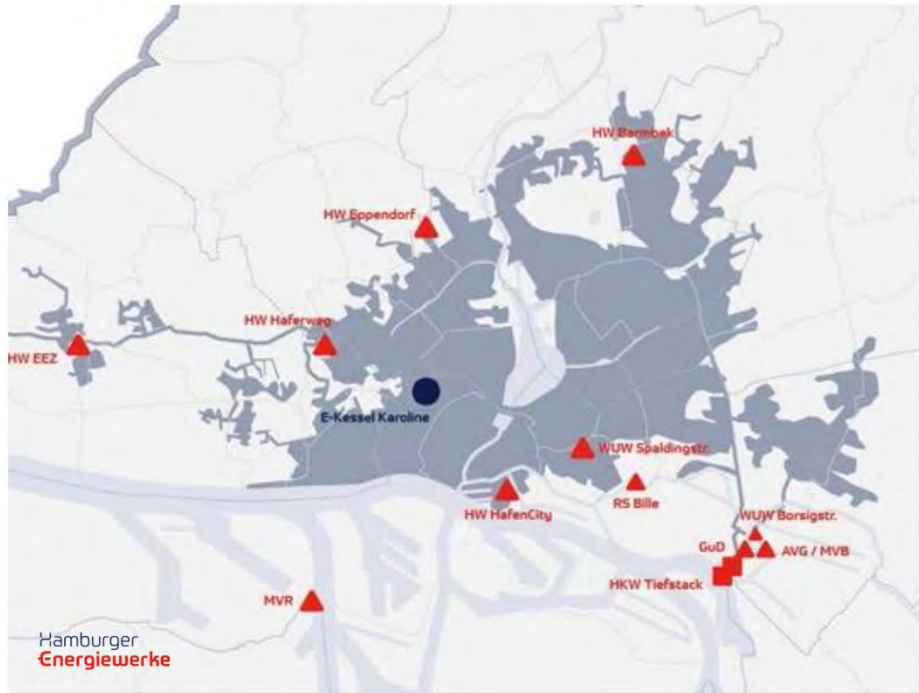 HW Barmbek
HW Eppendorf
HW Haferweg
HW EEZ
E-Kessel Karoline
WUW Spaldingstr.
RS Bille
HW HafenCity
WUW Borsigstr.
GuD
AVG / MVB
HKW Tiefstack
MVR
Hamburger
Energiewerke